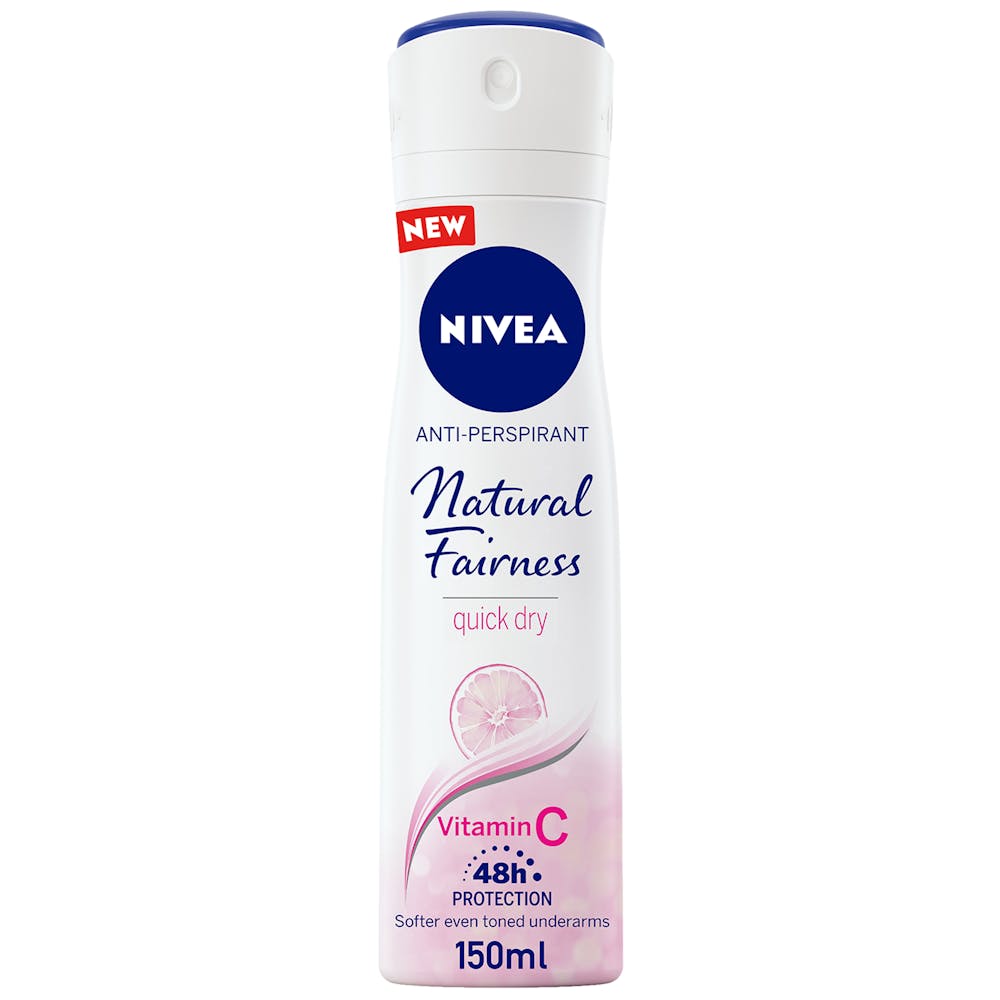 NEW
NIVEA
ANTI-PERSPIRANT
Natural
Fairness
quick dry
Vitamin C
48h
PROTECTION
Softer even toned underarms
150ml